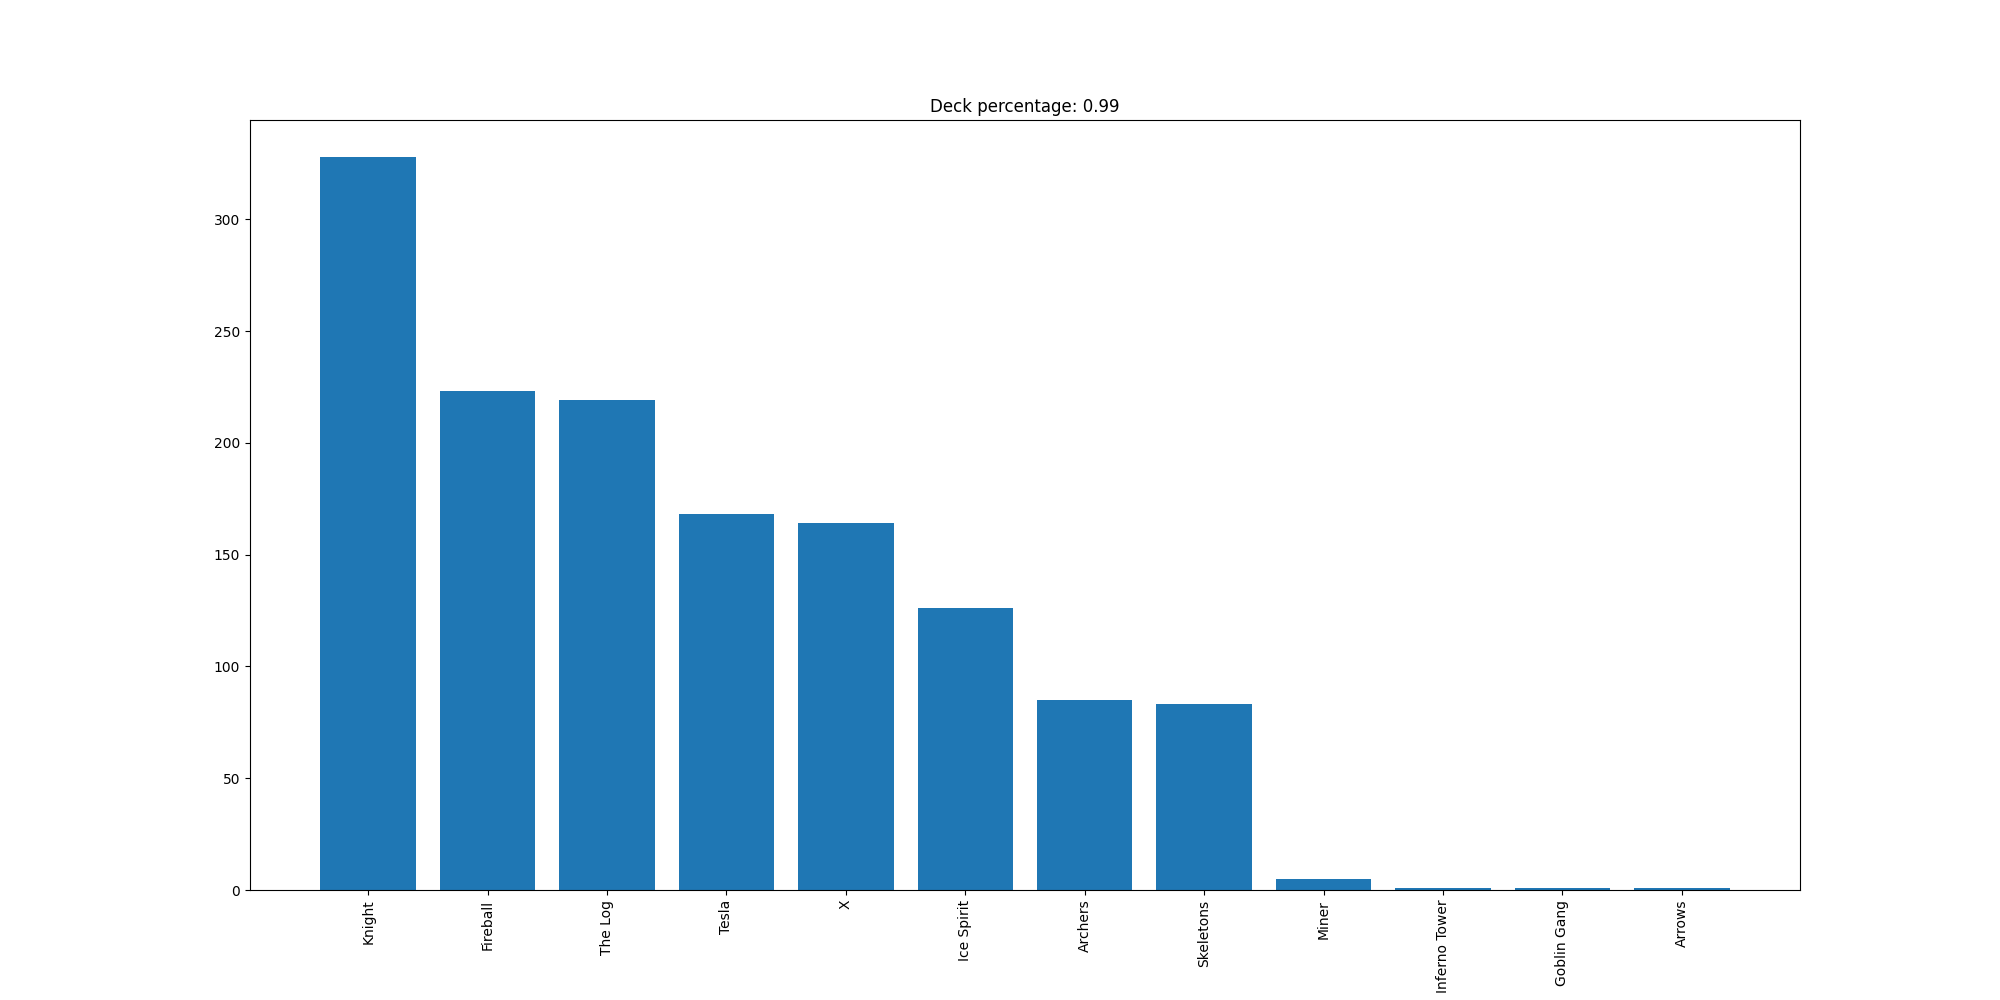 Deck percentage: 0.99
300
250
200
150
100
50
0
Knight
Fireball
The Log
Tesla
X
Ice Spirit
Archers
Skeletons
Miner
Inferno Tower
Goblin Gang
Arrows